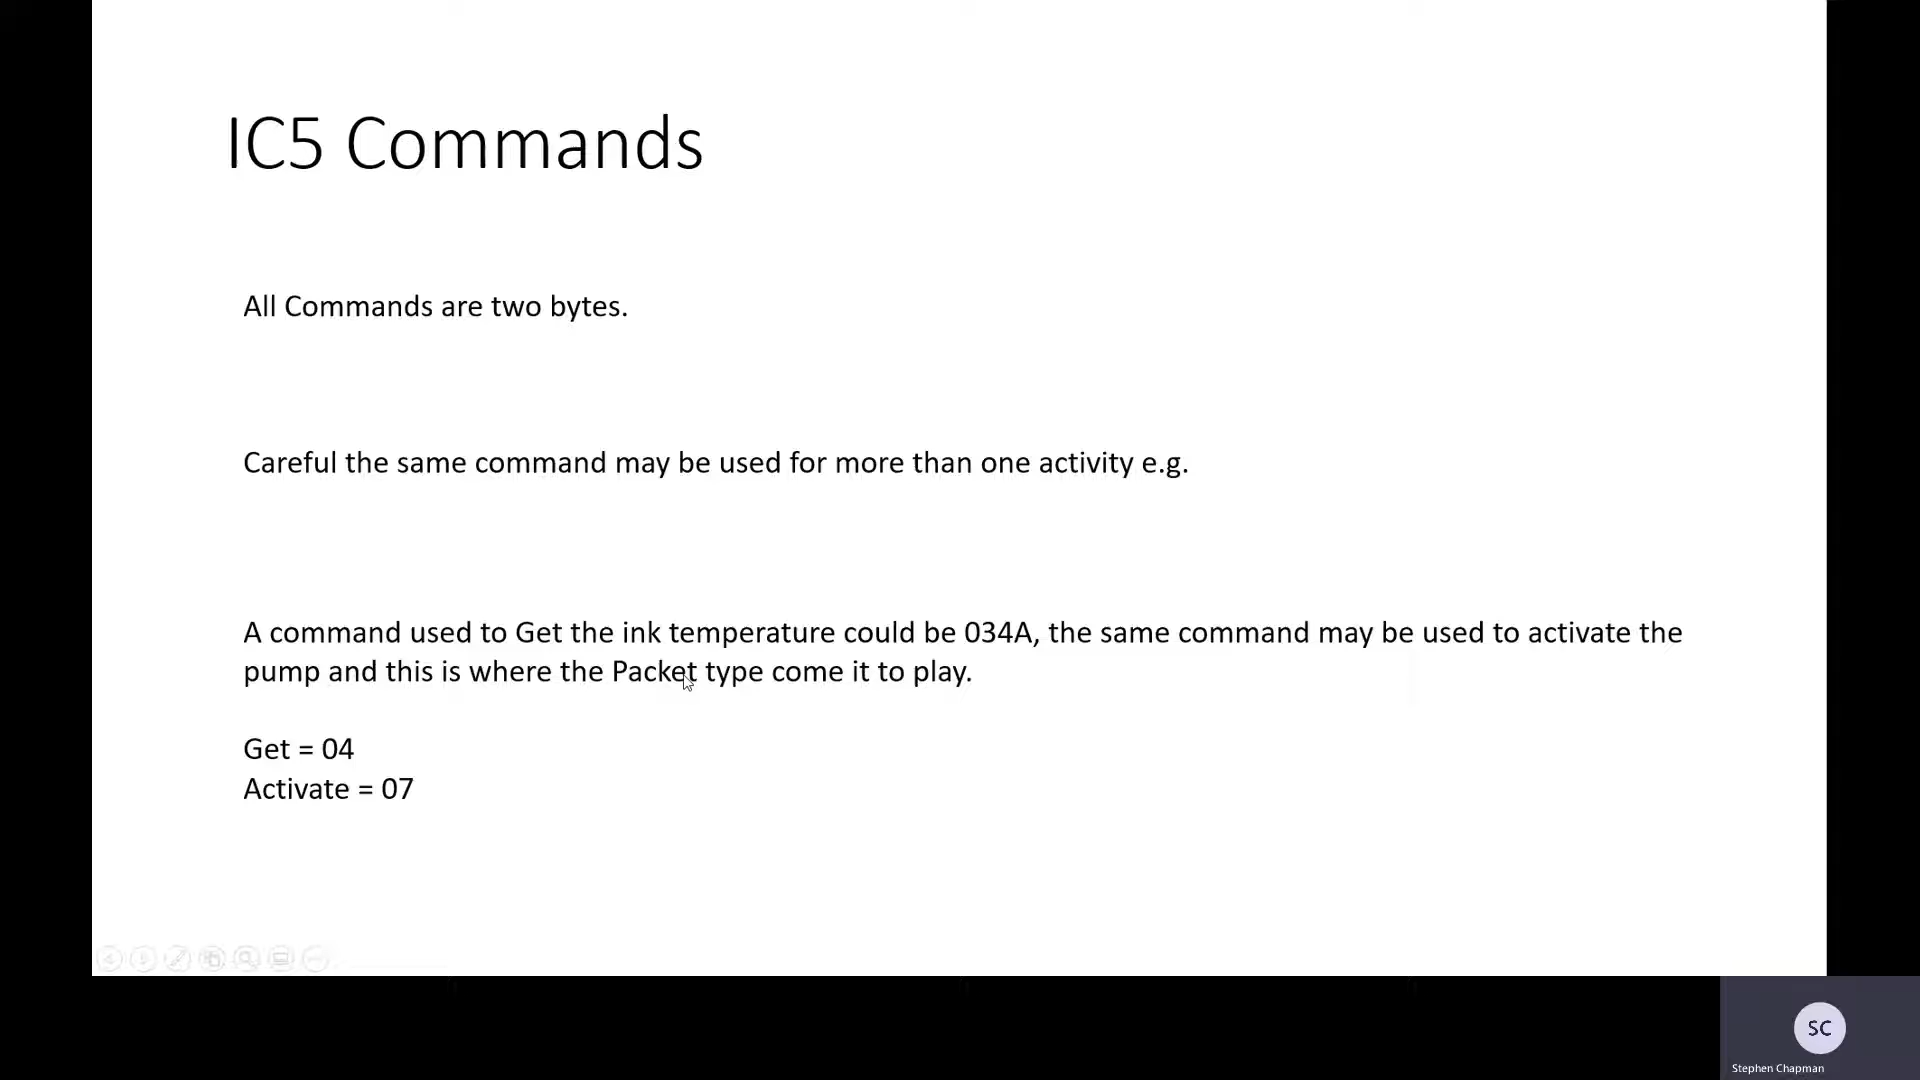 IC5 Commands
All Commands are two bytes.
Careful the same command may be used for more than one activity e.g.
A command used to Get the ink temperature could be 034A, the same command may be used to activate the
pump and this is where the Packet type come it to play.
Get = 04
Activate = 07
SC
Stephen Chapman